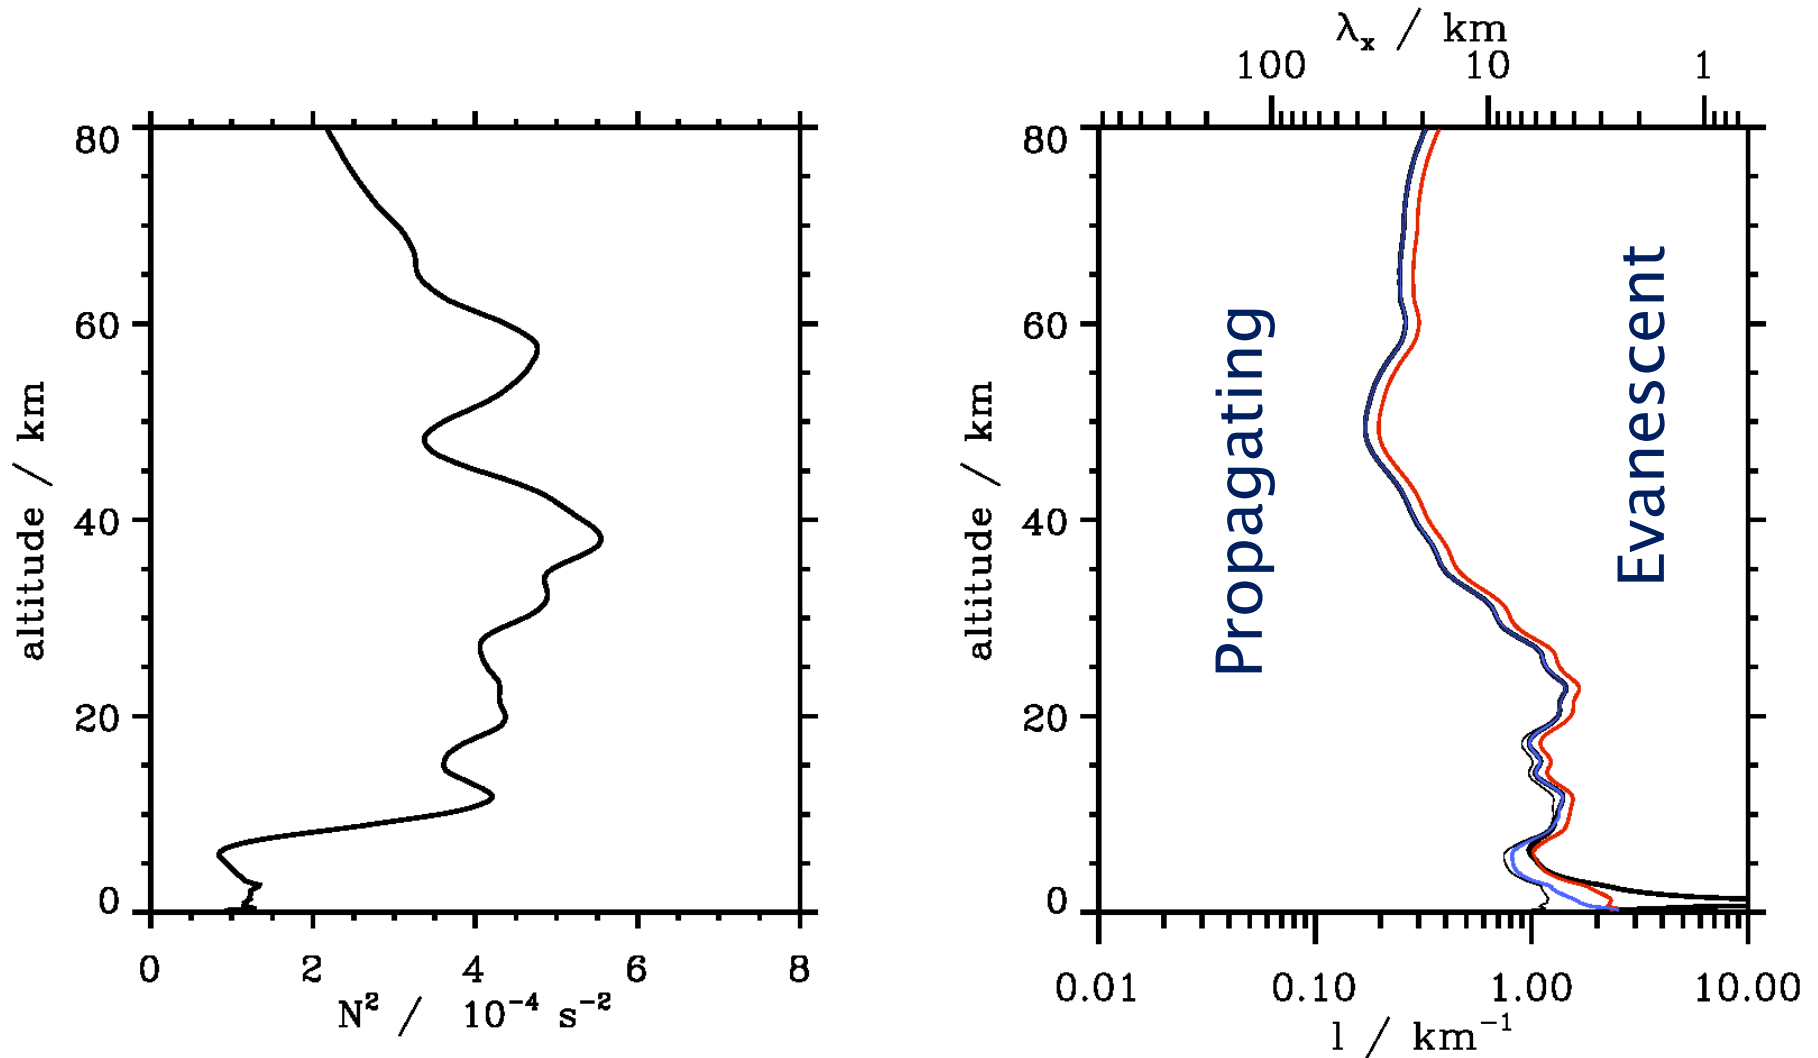 80
60
40
20
0
altitude / km
0 2 4 6 8
N² / 10⁻⁴ s⁻²
λₓ / km
100 10 1
80
60
40
20
0
altitude / km
Propagating
Evanescent
0.01 0.10 1.00 10.00
l / km⁻¹